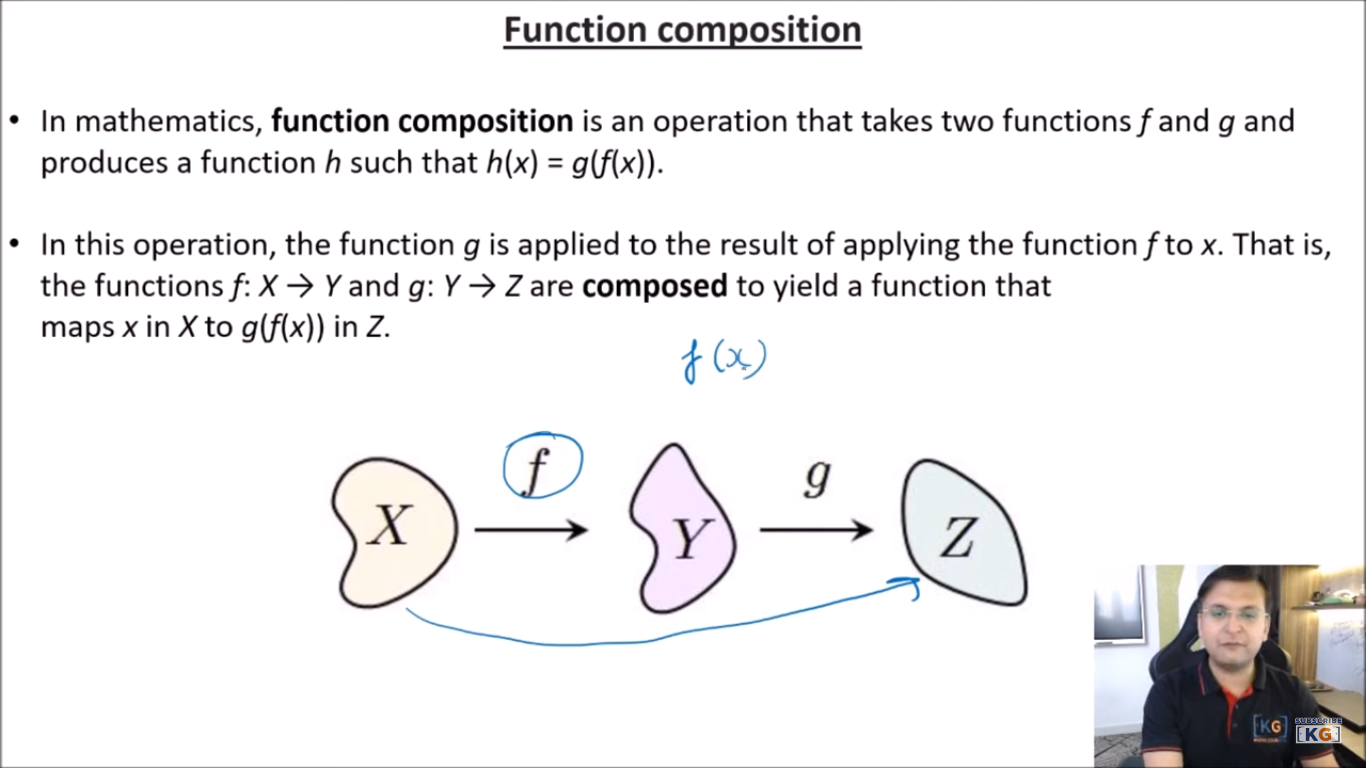 Function composition
• In mathematics, function composition is an operation that takes two functions f and g and
produces a function h such that h(x) = g(f(x)).
• In this operation, the function g is applied to the result of applying the function f to x. That is,
the functions f: X → Y and g: Y → Z are composed to yield a function that
maps x in X to g(f(x)) in Z.
f(x)
f
g
X
Y
Z
[KG]
SUBSCRIBE
[KG]